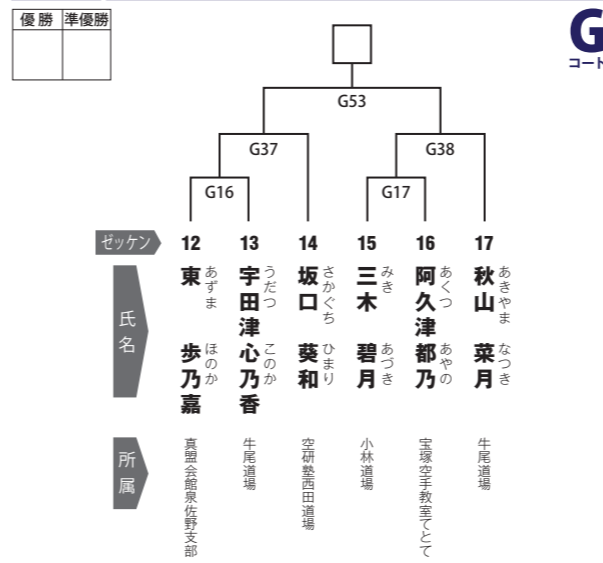 優 勝 準優勝
G
コート
G53
G37 G38
G16 G17
ゼッケン 12 13 14 15 16 17
氏名
東 歩乃嘉
あずま ほのか
宇田津 心乃香
うだつ このか
坂口 葵和
さかぐち ひまり
三木 碧月
みき あづき
阿久津 都乃
あくつ あやの
秋山 菜月
あきやま なつき
所属
真盟会館泉佐野支部
牛尾道場
空研塾西田道場
小林道場
宝塚空手教室てとて
牛尾道場